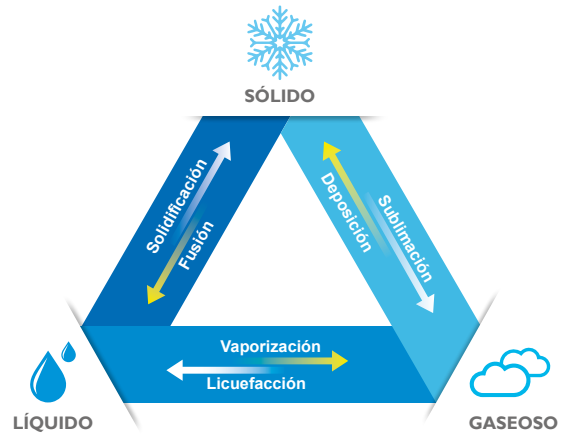 SÓLIDO
Solidificación
Fusión
Deposición
Sublimación
Vaporización
Licuefacción
LÍQUIDO
GASEOSO